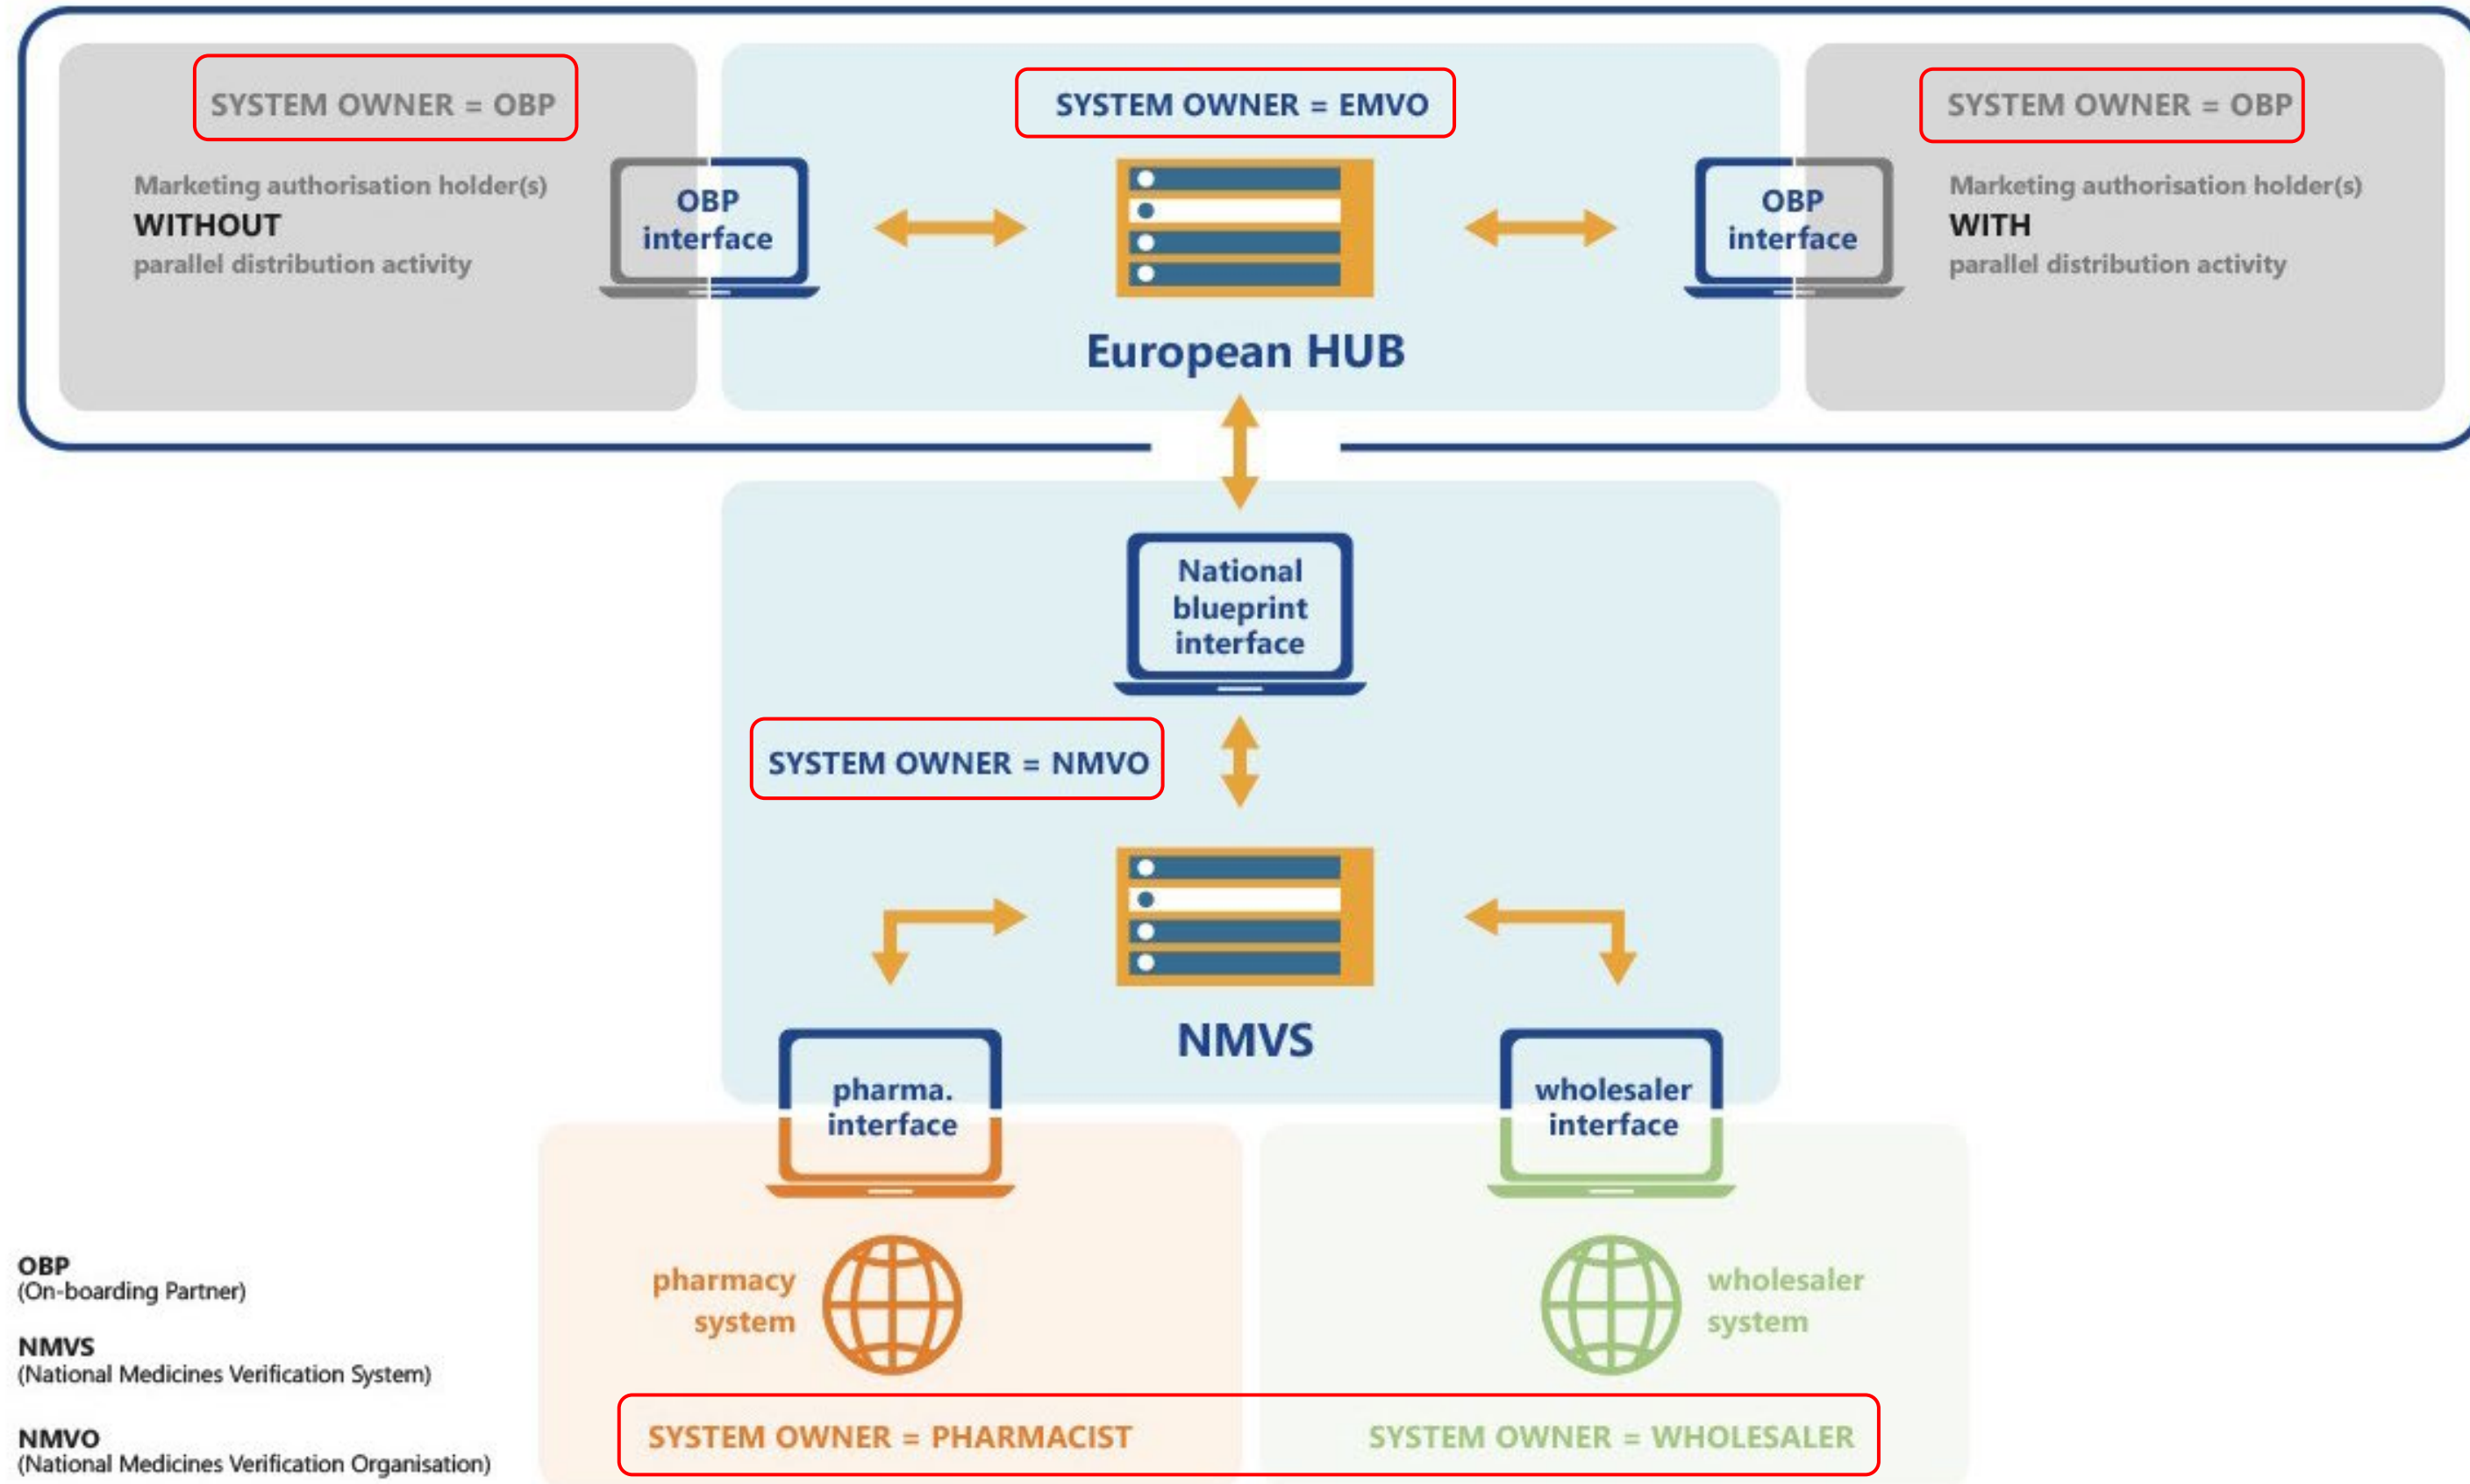 SYSTEM OWNER = OBP
Marketing authorisation holder(s)
WITHOUT
parallel distribution activity
OBP
interface
SYSTEM OWNER = EMVO
European HUB
OBP
interface
SYSTEM OWNER = OBP
Marketing authorisation holder(s)
WITH
parallel distribution activity
National
blueprint
interface
SYSTEM OWNER = NMVO
NMVS
pharma.
interface
wholesaler
interface
pharmacy
system
wholesaler
system
SYSTEM OWNER = PHARMACIST
SYSTEM OWNER = WHOLESALER
OBP
(On-boarding Partner)
NMVS
(National Medicines Verification System)
NMVO
(National Medicines Verification Organisation)